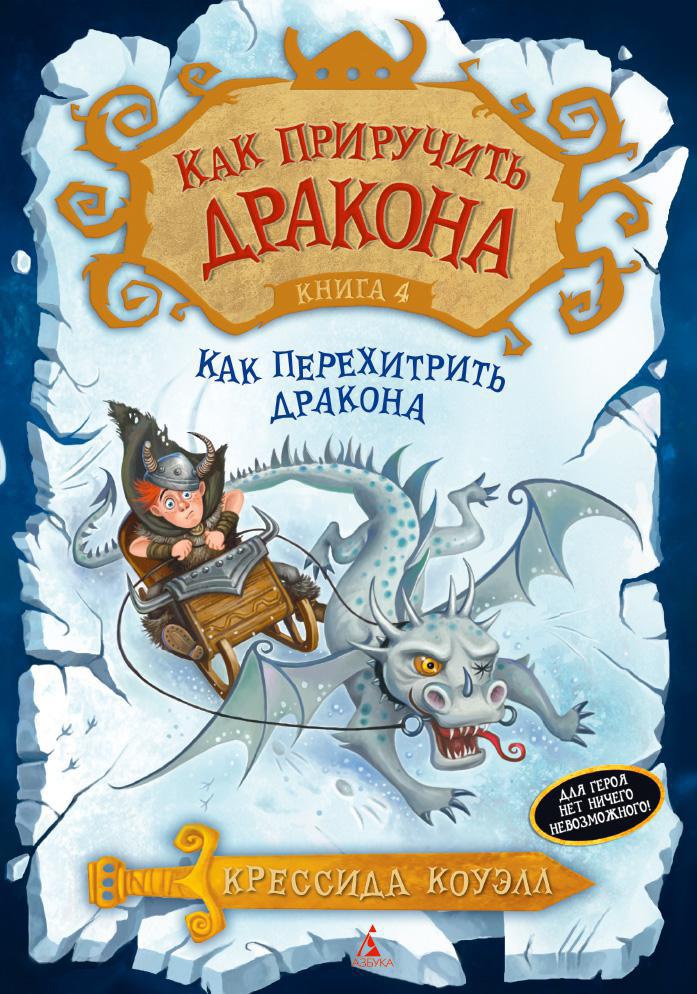 КАК ПРИРУЧИТЬ
ДРАКОНА
КНИГА 4
КАК ПЕРЕХИТРИТЬ
ДРАКОНА
ДЛЯ ГЕРОЯ
НЕТ НИЧЕГО
НЕВОЗМОЖНОГО!
КРЕССИДА КОУЭЛЛ
АЗБУКА